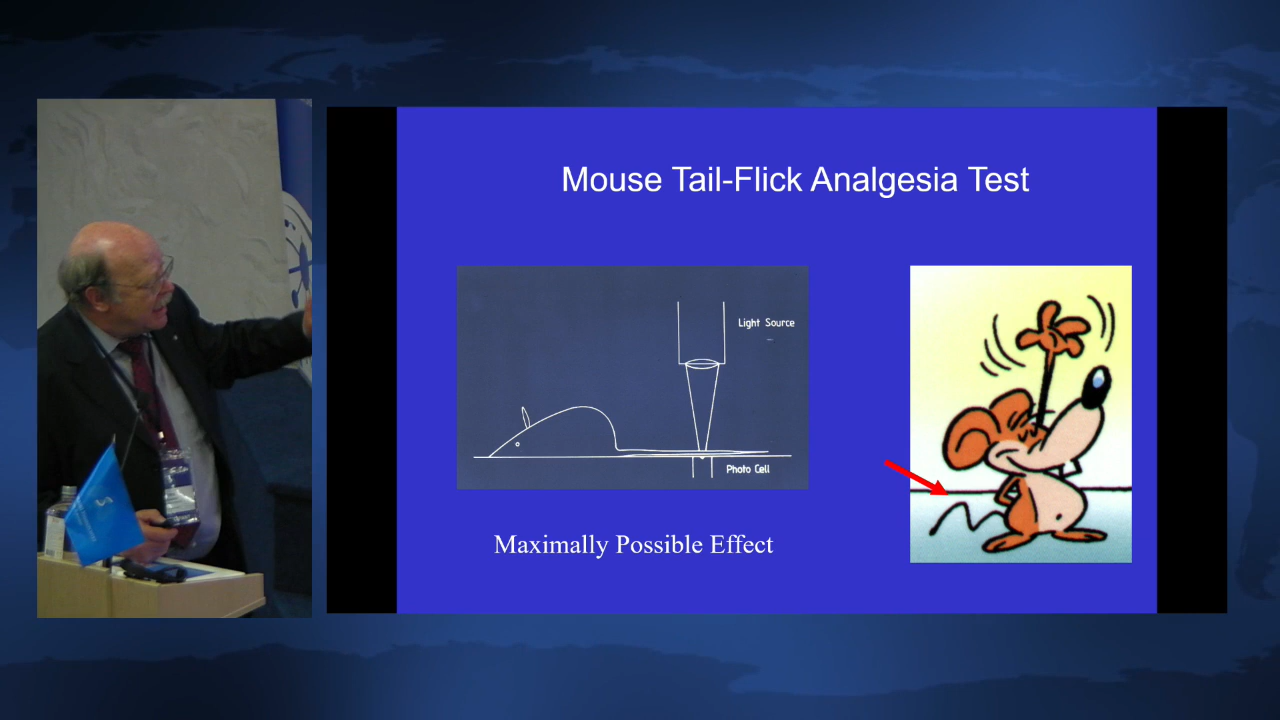 Mouse Tail-Flick Analgesia Test
Light Source
Photo Cell
Maximally Possible Effect